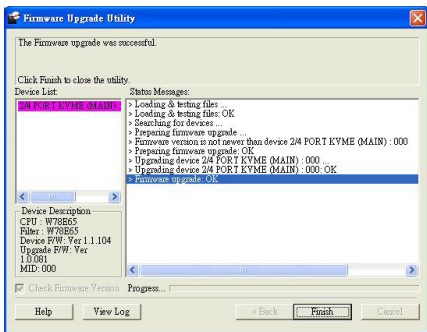 Firmware Upgrade Utility
The Firmware upgrade was successful.
Click Finish to close the utility.
Device List:
Status Messages:
2/4 PORT KVME (MAIN) :
> Loading & testing files ...
> Loading & testing files: OK
> Searching for devices ...
> Preparing firmware upgrade ...
> Firmware version is not newer than device 2/4 PORT KVME (MAIN) : 000
> Preparing firmware upgrade: OK
> Upgrading device 2/4 PORT KVME (MAIN) : 000 ...
> Upgrading device 2/4 PORT KVME (MAIN) : 000: OK
> Firmware upgrade: OK
Device Description
CPU : W78E65
Filter : W78E65
Device F/W: Ver 1.1.104
Upgrade F/W: Ver
1.0.081
MID: 000
Check Firmware Version
Progress...
Help
View Log
< Back
Finish
Cancel